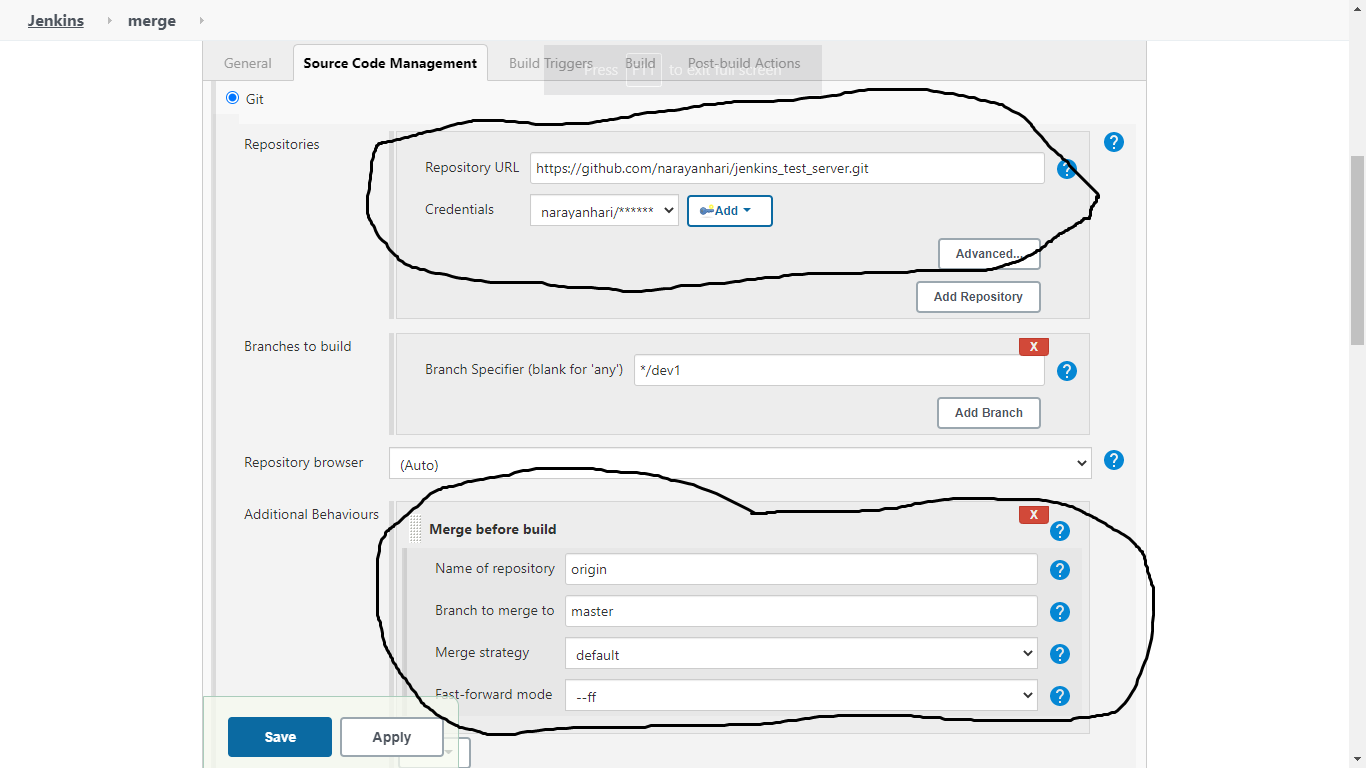 Jenkins merge
General Source Code Management Build Triggers Build Post-build Actions
Press F11 to exit full screen
Git
Repositories
Repository URL https://github.com/narayanhari/jenkins_test_server.git
Credentials narayanhari/****** Add
Advanced...
Add Repository
Branches to build
X
Branch Specifier (blank for 'any') */dev1
Add Branch
Repository browser (Auto)
Additional Behaviours
X
Merge before build
Name of repository origin
Branch to merge to master
Merge strategy default
Fast-forward mode --ff
Save Apply